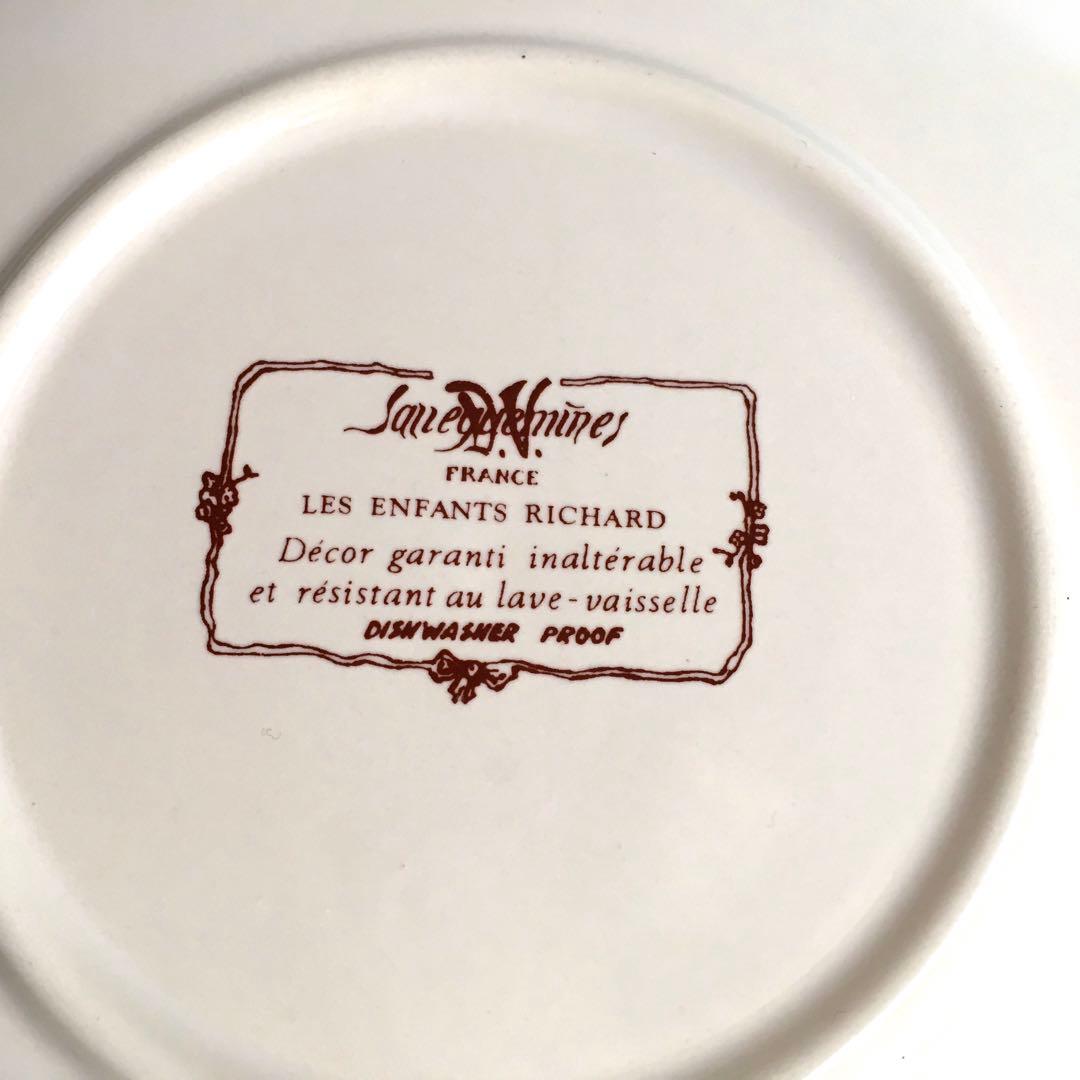 Sarreguemines
D.V.
FRANCE
LES ENFANTS RICHARD
Décor garanti inaltérable
et résistant au lave-vaisselle
DISHWASHER PROOF